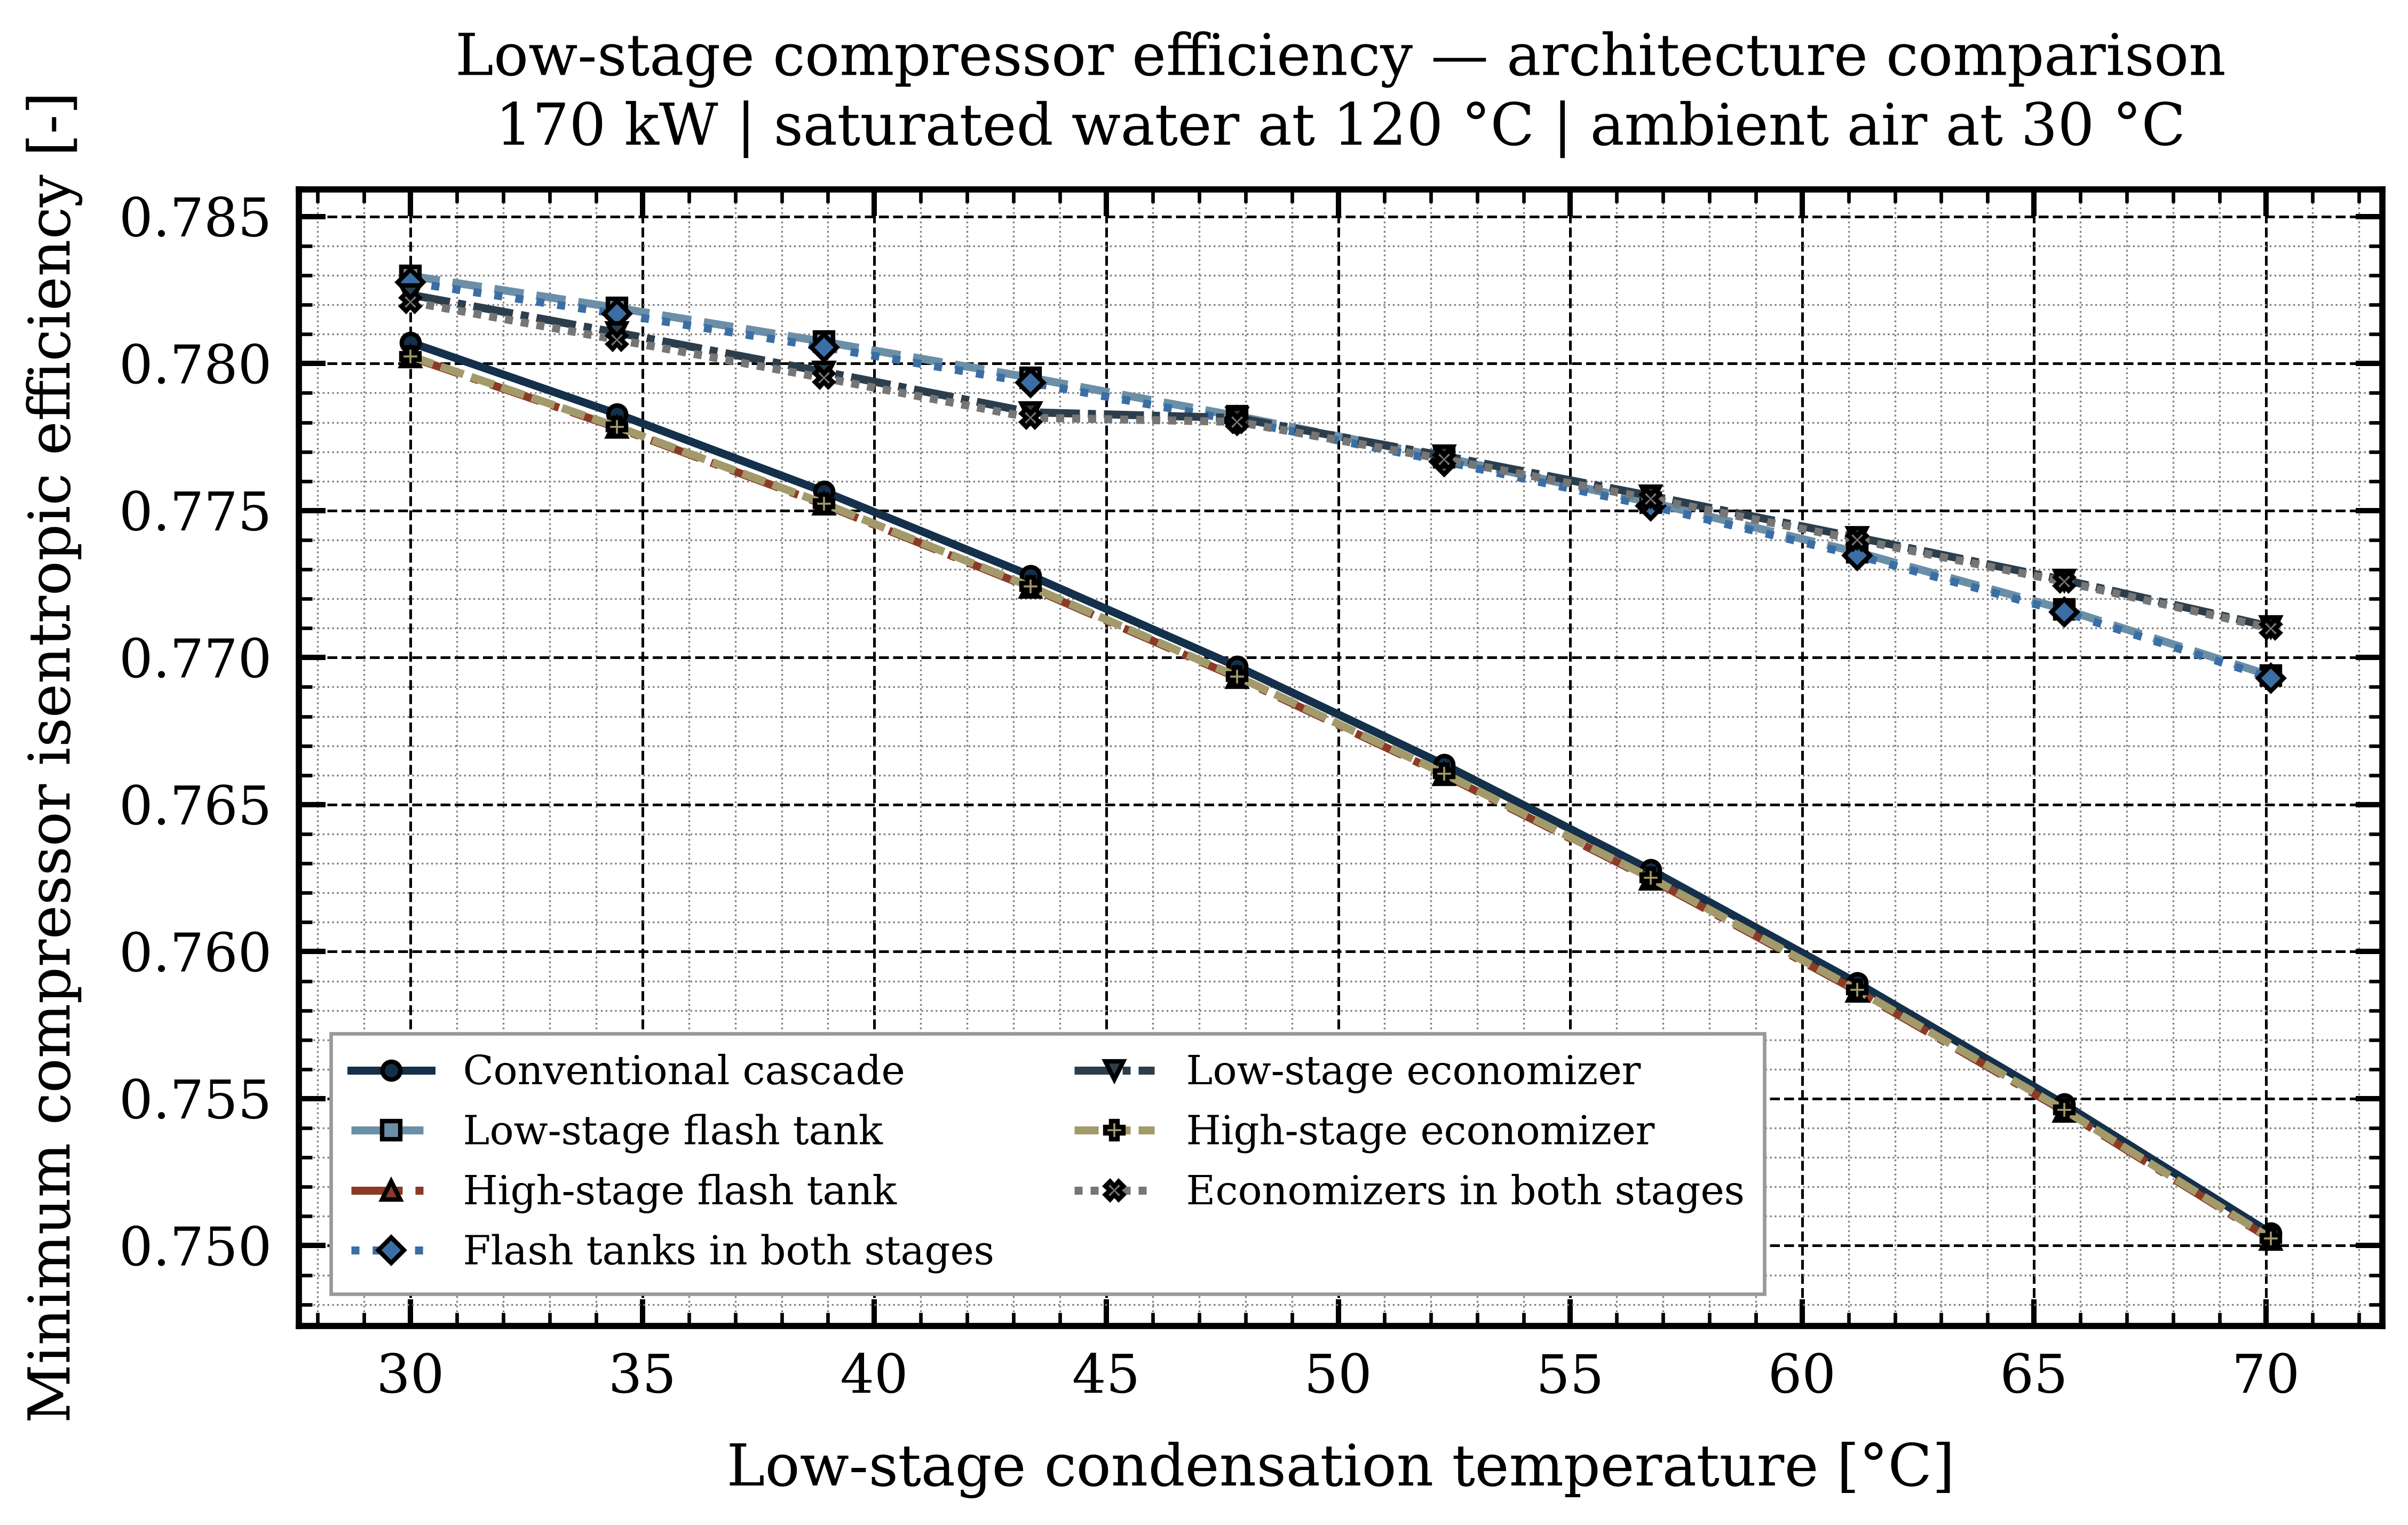 Low-stage compressor efficiency — architecture comparison
170 kW | saturated water at 120 °C | ambient air at 30 °C
Minimum compressor isentropic efficiency [-]
0.785
0.780
0.775
0.770
0.765
0.760
0.755
0.750
Conventional cascade
Low-stage flash tank
High-stage flash tank
Flash tanks in both stages
Low-stage economizer
High-stage economizer
Economizers in both stages
30 35 40 45 50 55 60 65 70
Low-stage condensation temperature [°C]